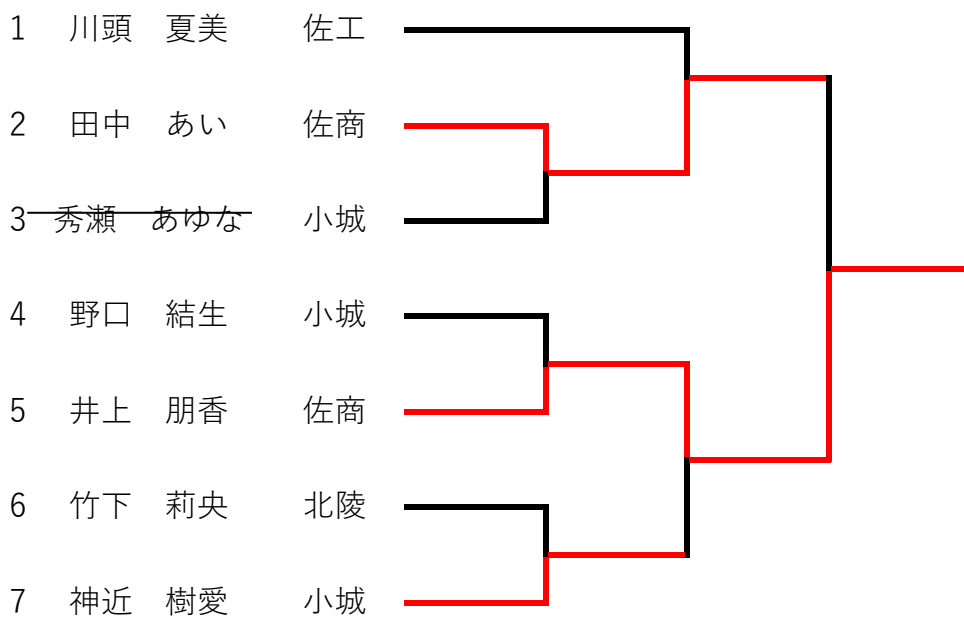 1 川頭 夏美 佐工
2 田中 あい 佐商
3 秀瀬 あゆな 小城
4 野口 結生 小城
5 井上 朋香 佐商
6 竹下 莉央 北陵
7 神近 樹愛 小城